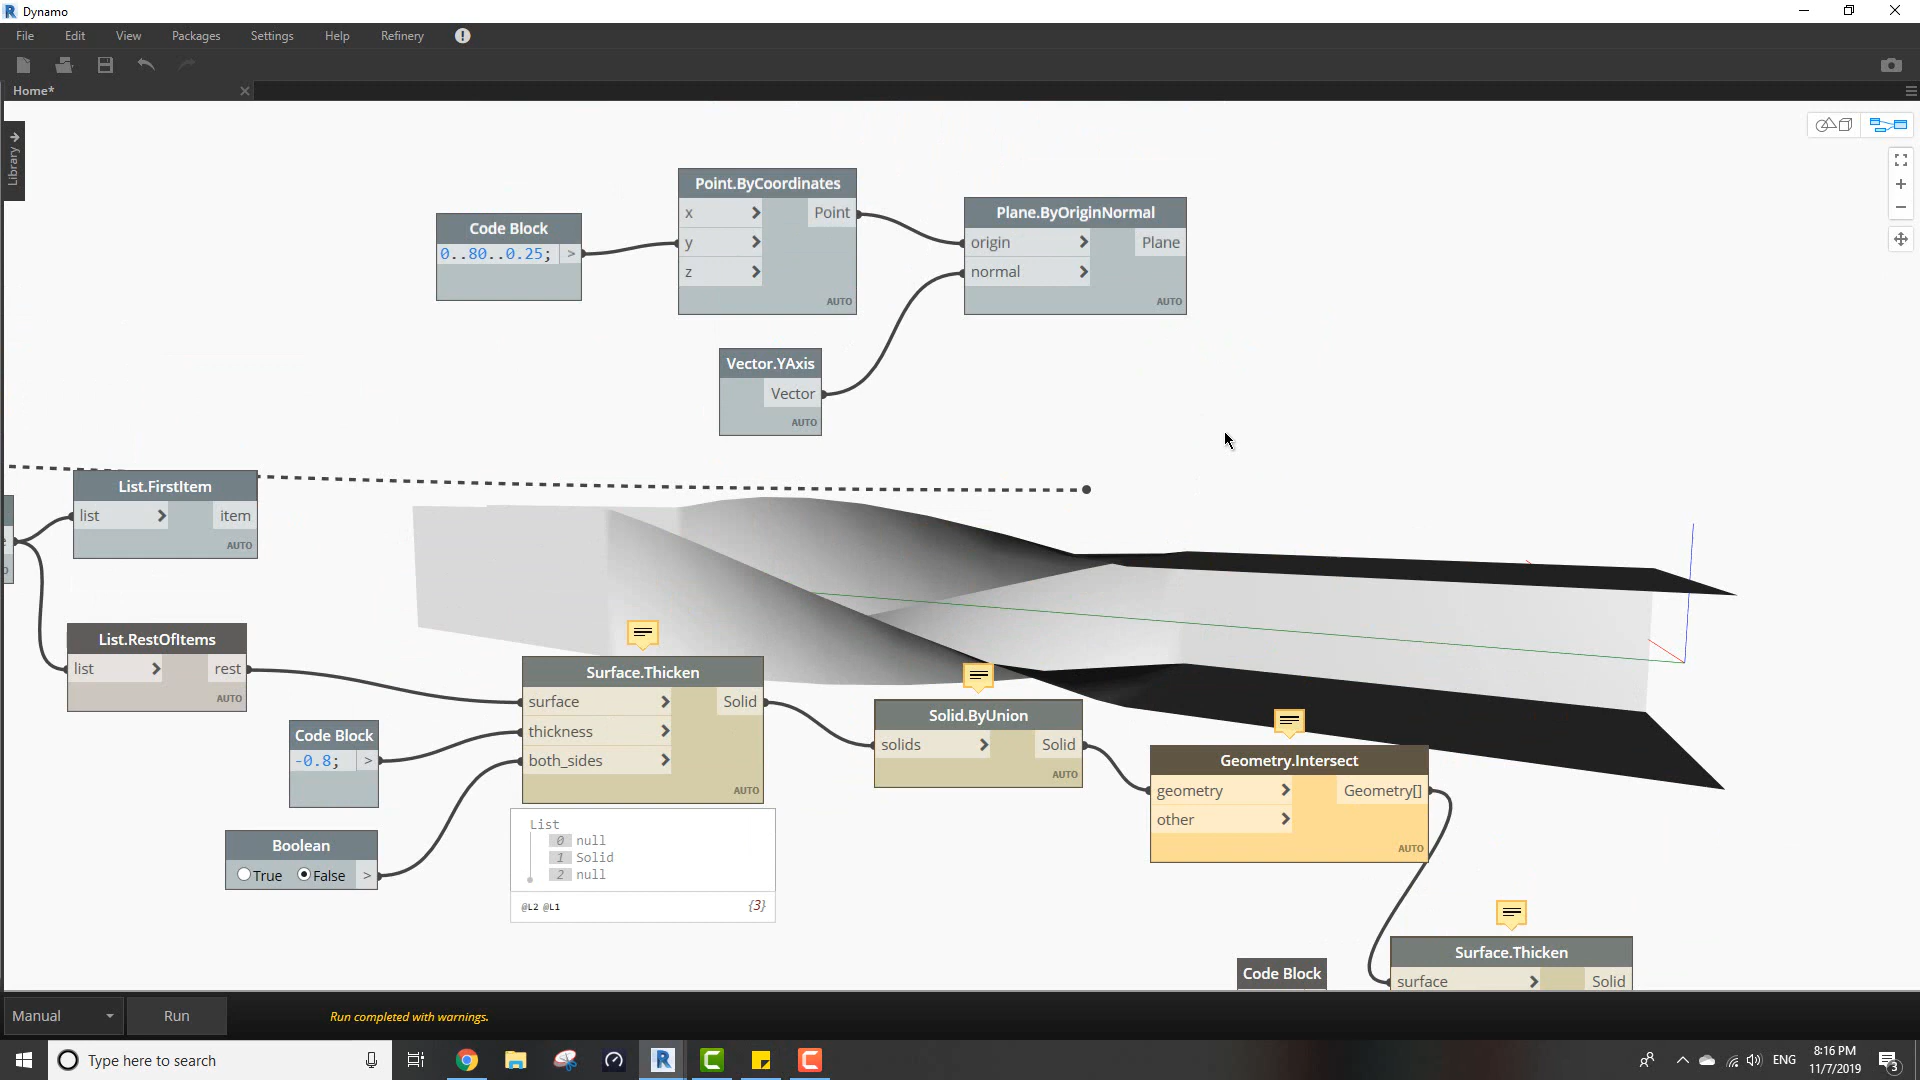 Dynamo
File Edit View Packages Settings Help Refinery
Home*
Library
Point.ByCoordinates
x Point
y
z
AUTO
Code Block
0..80..0.25; >
Plane.ByOriginNormal
origin Plane
normal
AUTO
Vector.YAxis
Vector
AUTO
List.FirstItem
list item
AUTO
List.RestOfItems
list rest
AUTO
Code Block
-0.8; >
Boolean
True False >
Surface.Thicken
surface Solid
thickness
both_sides
AUTO
List
0 null
1 Solid
2 null
@L2 @L1 {3}
Solid.ByUnion
solids Solid
AUTO
Geometry.Intersect
geometry Geometry[]
other
AUTO
Code Block
Surface.Thicken
surface Solid
Manual Run Run completed with warnings.
Type here to search
ENG
8:16 PM
11/7/2019
3